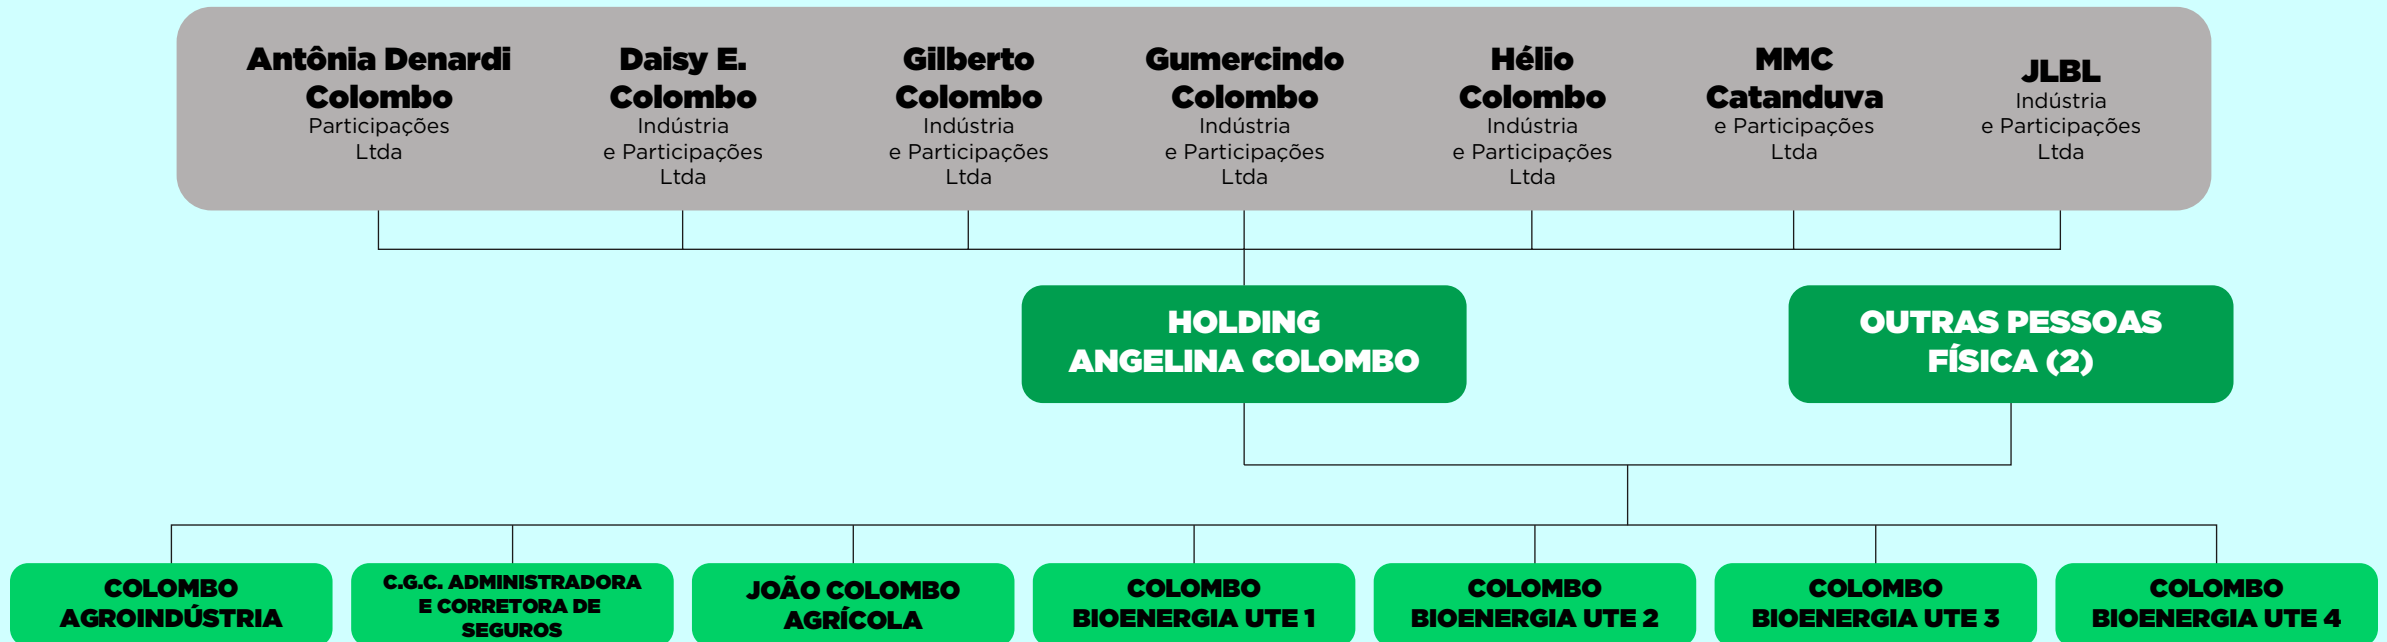 Antônia Denardi
Colombo
Participações
Ltda
Daisy E.
Colombo
Indústria
e Participações
Ltda
Gilberto
Colombo
Indústria
e Participações
Ltda
Gumercindo
Colombo
Indústria
e Participações
Ltda
Hélio
Colombo
Indústria
e Participações
Ltda
MMC
Catanduva
e Participações
Ltda
JLBL
Indústria
e Participações
Ltda
HOLDING
ANGELINA COLOMBO
OUTRAS PESSOAS
FÍSICA (2)
COLOMBO
AGROINDÚSTRIA
C.G.C. ADMINISTRADORA
E CORRETORA DE
SEGUROS
JOÃO COLOMBO
AGRÍCOLA
COLOMBO
BIOENERGIA UTE 1
COLOMBO
BIOENERGIA UTE 2
COLOMBO
BIOENERGIA UTE 3
COLOMBO
BIOENERGIA UTE 4